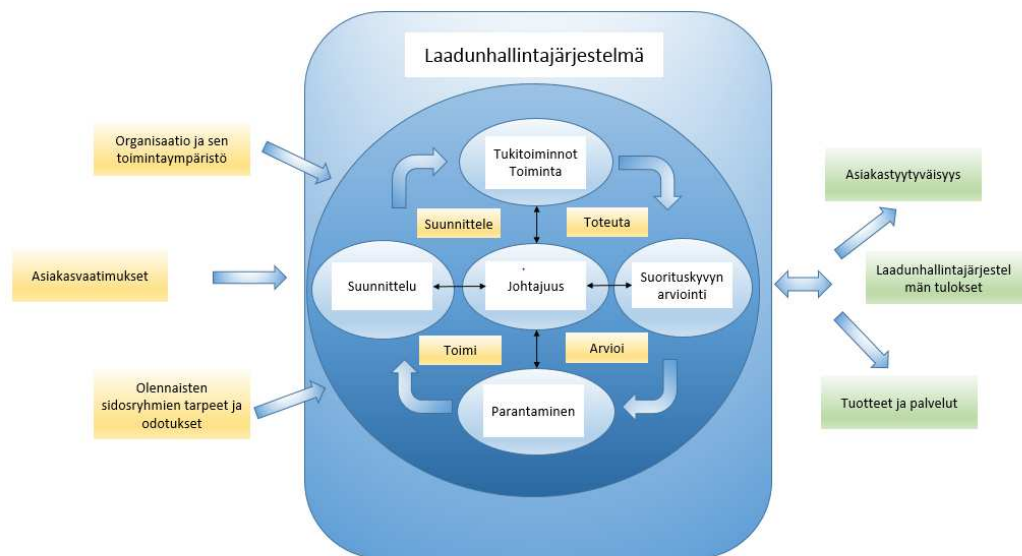 Laadunhallintajärjestelmä
Organisaatio ja sen
toimintaympäristö
Asiakasvaatimukset
Olennaisten
sidosryhmien tarpeet ja
odotukset
Tukitoiminnot
Toiminta
Suunnittele
Toteuta
Suunnittelu
Johtajuus
Suorituskyvyn
arviointi
Toimi
Arvioi
Parantaminen
Asiakastyytyväisyys
Laadunhallintajärjestel
män tulokset
Tuotteet ja palvelut